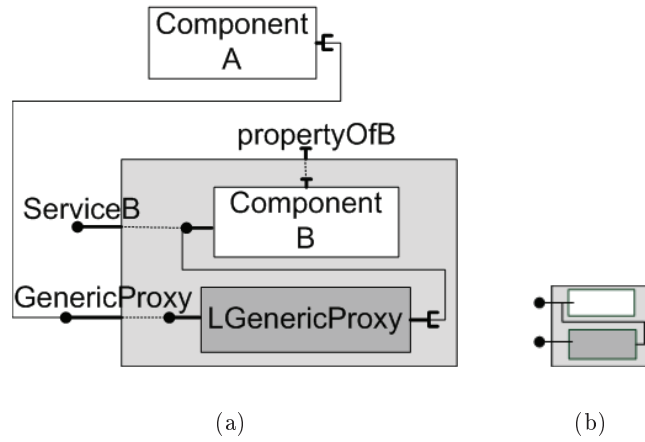 Component
A
propertyOfB
ServiceB
Component
B
GenericProxy
LGenericProxy
(a)
(b)